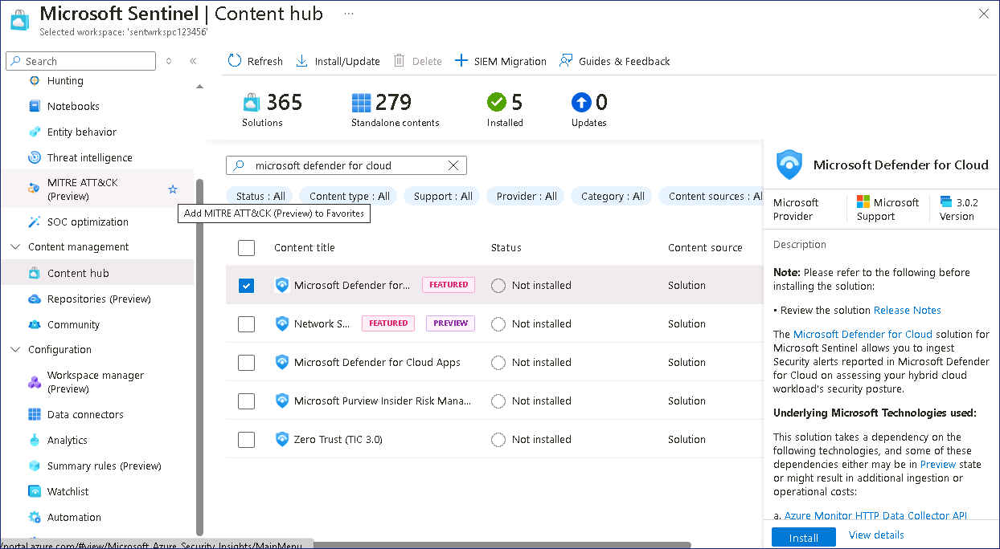 Microsoft Sentinel | Content hub ...
Selected workspace: 'sentwrkspc123456'
Search
Hunting
Notebooks
Entity behavior
Threat intelligence
MITRE ATT&CK
(Preview)
SOC optimization
Content management
Content hub
Repositories (Preview)
Community
Configuration
Workspace manager
(Preview)
Data connectors
Analytics
Summary rules (Preview)
Watchlist
Automation
Add MITRE ATT&CK (Preview) to Favorites
Refresh Install/Update Delete SIEM Migration Guides & Feedback
365 279 5 0
Solutions Standalone contents Installed Updates
microsoft defender for cloud
Status : All Content type : All Support : All Provider : All Category : All Content sources : Al
Content title Status Content source
Microsoft Defender for... FEATURED Not installed Solution
Network S... FEATURED PREVIEW Not installed Solution
Microsoft Defender for Cloud Apps Not installed Solution
Microsoft Purview Insider Risk Mana... Not installed Solution
Zero Trust (TIC 3.0) Not installed Solution
Microsoft Defender for Cloud
Microsoft Microsoft 3.0.2
Provider Support Version
Description
Note: Please refer to the following before
installing the solution:
• Review the solution Release Notes
The Microsoft Defender for Cloud solution for
Microsoft Sentinel allows you to ingest
Security alerts reported in Microsoft Defender
for Cloud on assessing your hybrid cloud
workload's security posture.
Underlying Microsoft Technologies used:
This solution takes a dependency on the
following technologies, and some of these
dependencies either may be in Preview state
or might result in additional ingestion or
operational costs:
a. Azure Monitor HTTP Data Collector API
Install View details
/portal.azure.com/#view/Microsoft_Azure_Security_Insights/MainMenu